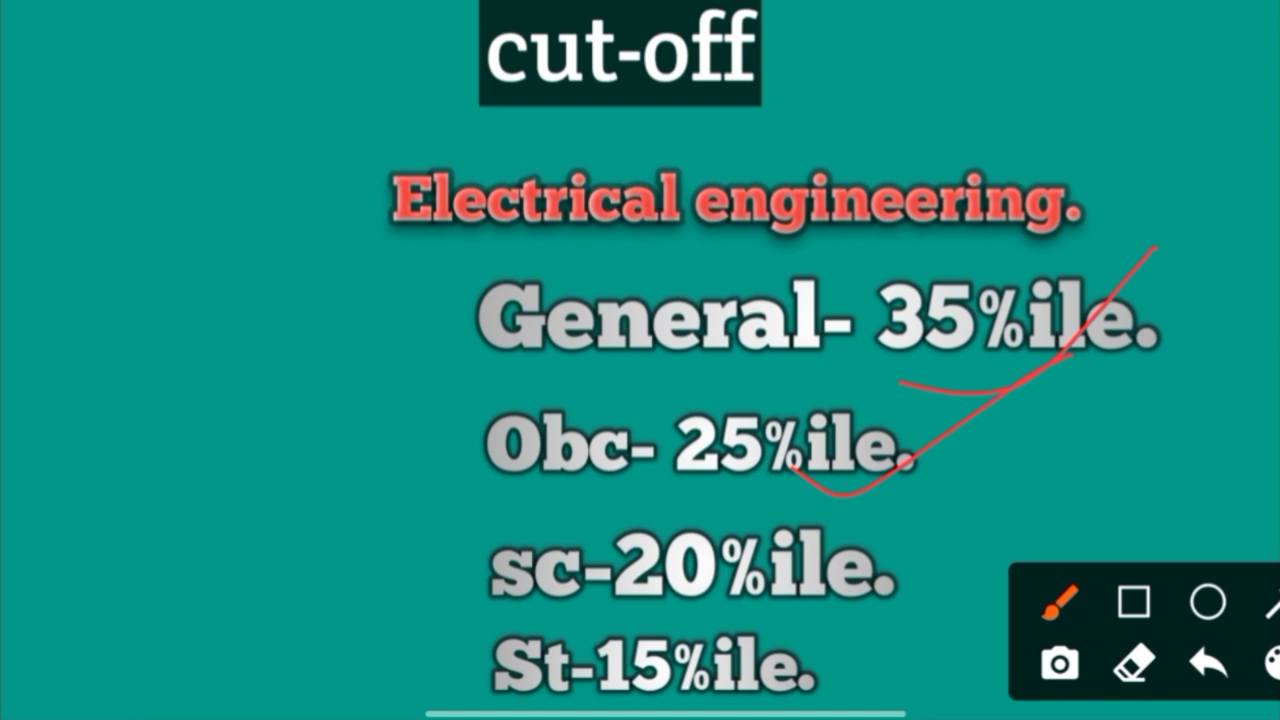 cut-off
Electrical engineering.
General- 35%ile.
Obc- 25%ile.
sc-20%ile.
St-15%ile.